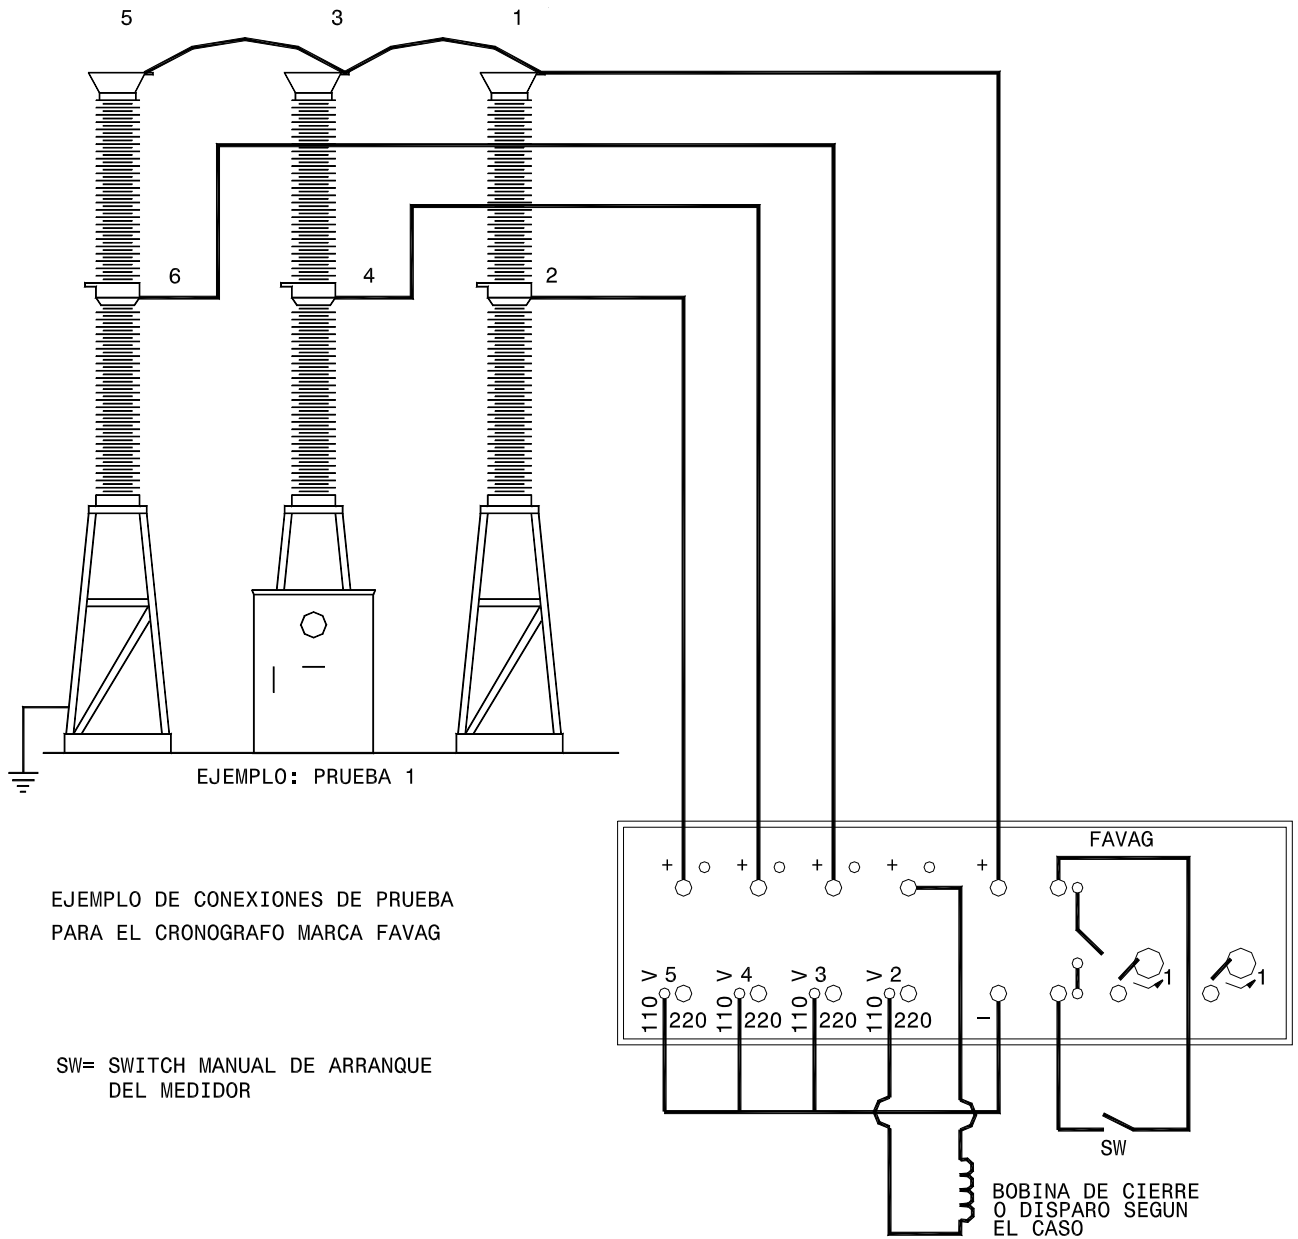 5 3 1
6 4 2
EJEMPLO: PRUEBA 1
FAVAG
+ + + + +
EJEMPLO DE CONEXIONES DE PRUEBA
PARA EL CRONOGRAFO MARCA FAVAG
5 4 3 2 1 1
110 V 110 V 110 V 110 V
220 220 220 220 −
SW= SWITCH MANUAL DE ARRANQUE
DEL MEDIDOR
SW
BOBINA DE CIERRE
O DISPARO SEGUN
EL CASO